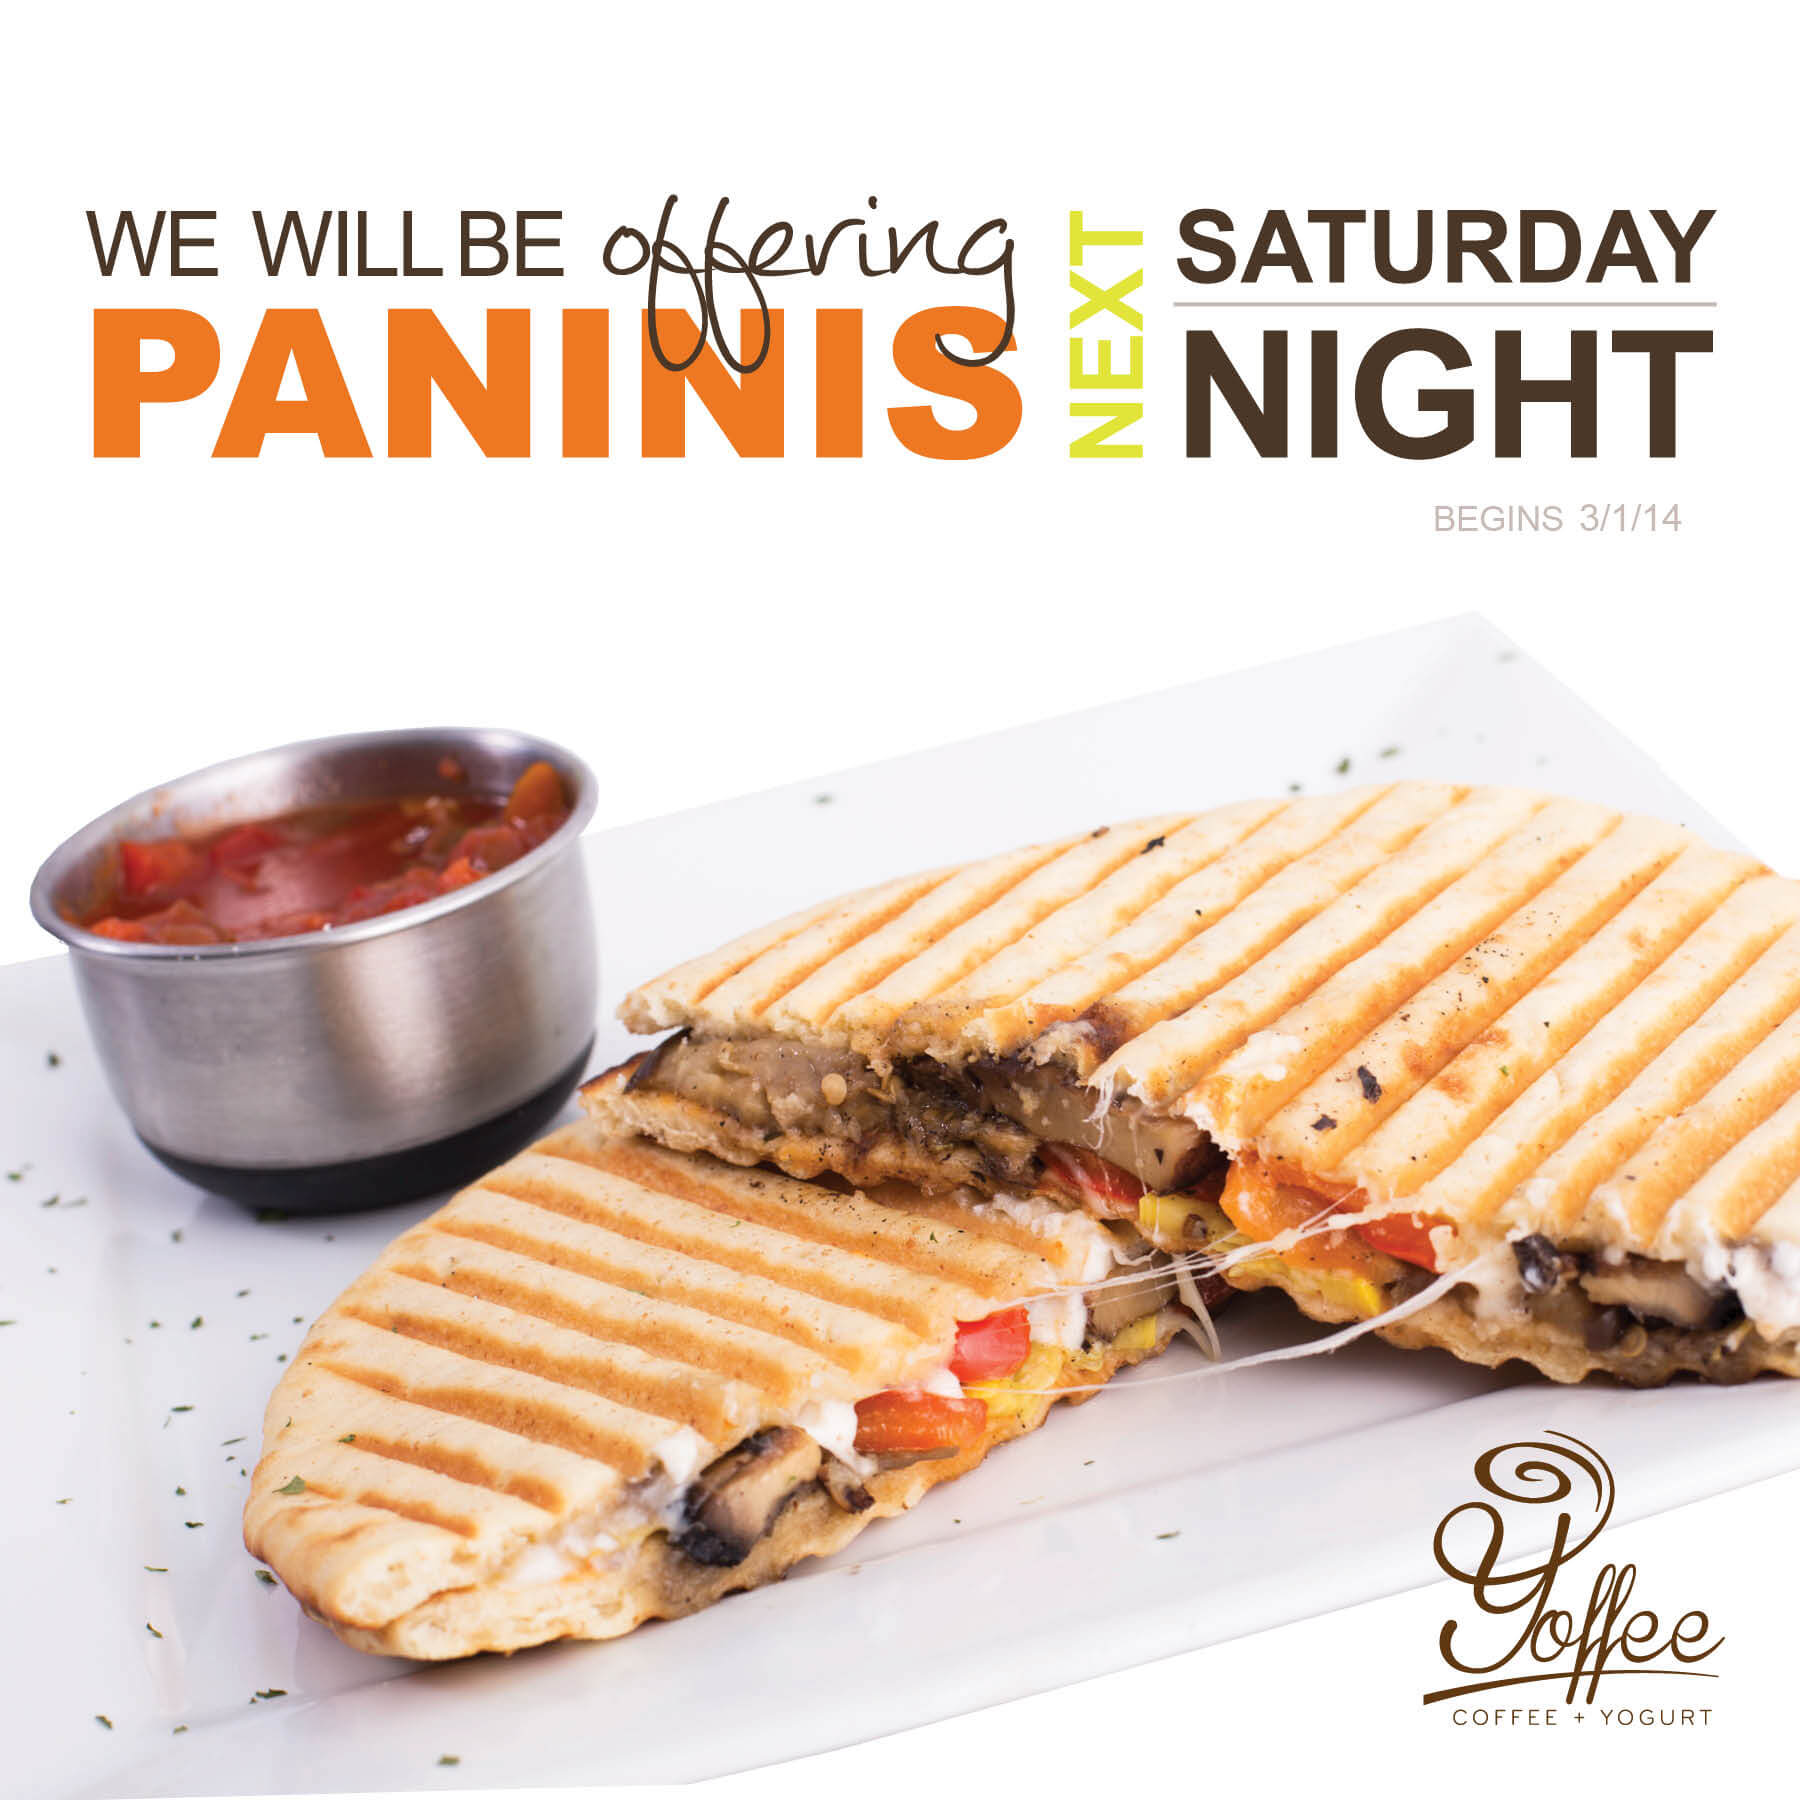 WE WILL BE offering
PANINIS
NEXT
SATURDAY
NIGHT
BEGINS 3/1/14
Yoffee
COFFEE + YOGURT